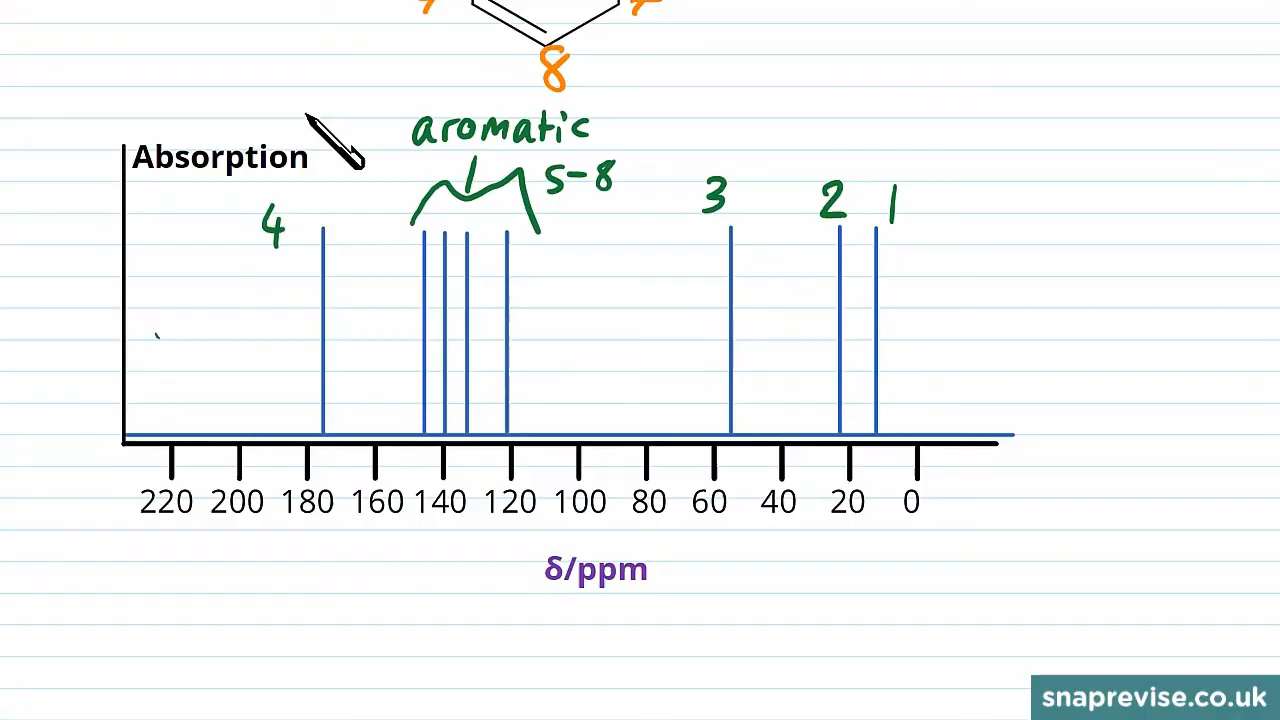 8
aromatic
Absorption
5-8
3
2
1
4
220 200 180 160 140 120 100 80 60 40 20 0
δ/ppm
snaprevise.co.uk